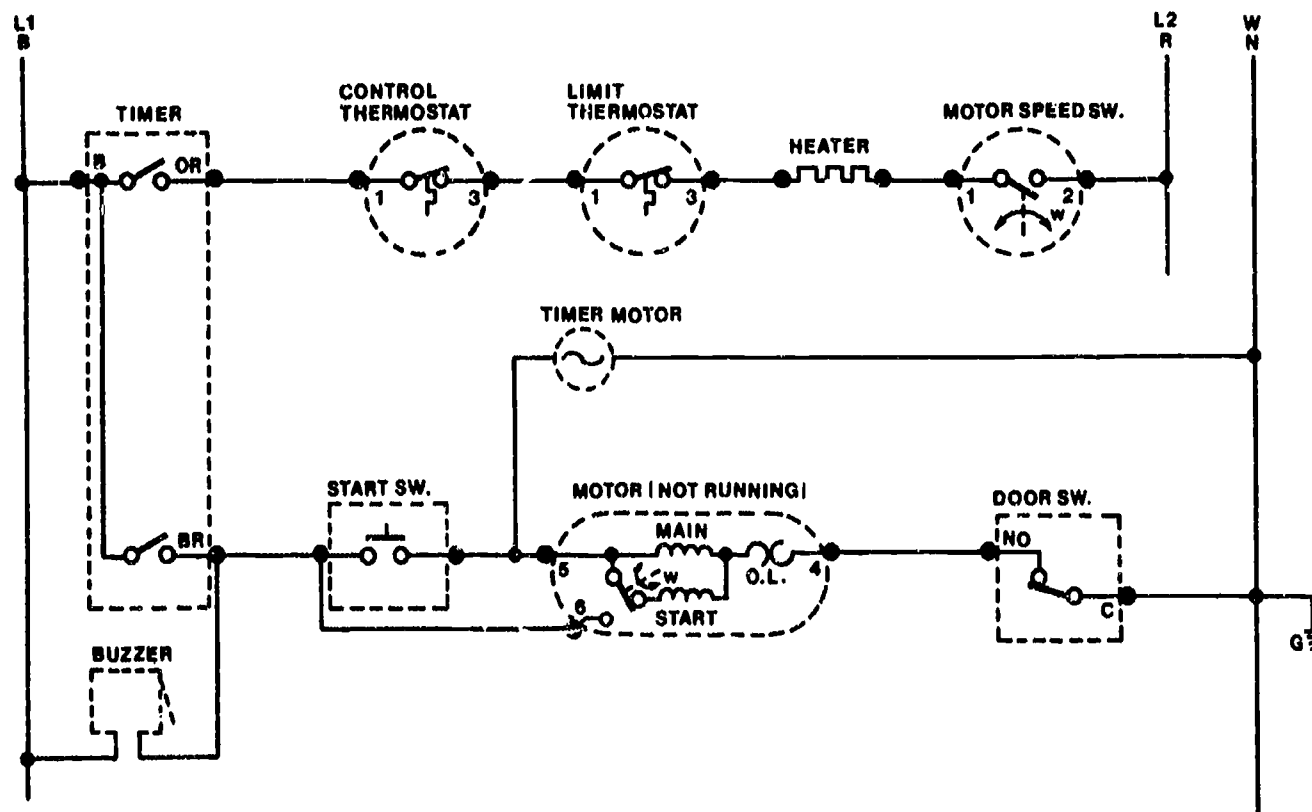 L1
B
L2
R
W
N
TIMER
CONTROL
THERMOSTAT
LIMIT
THERMOSTAT
HEATER
MOTOR SPEED SW.
B
OR
1
3
1
3
1
2
W
TIMER MOTOR
START SW.
MOTOR (NOT RUNNING)
DOOR SW.
BR
MAIN
NO
5
W
O.L.
4
START
6
C
G
BUZZER